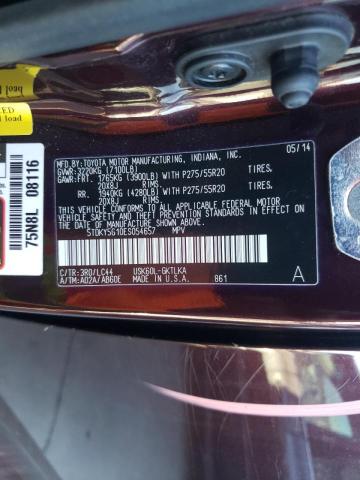 MFD. BY: TOYOTA MOTOR MANUFACTURING, INDIANA, INC. 05/14
GVWR: 3220KG (7100LB)
GAWR: FRT. 1765KG (3900LB) WITH P275/55R20 TIRES.
20X8J RIMS.
RR. 1940KG (4280LB) WITH P275/55R20 TIRES.
20X8J RIMS.
THIS VEHICLE CONFORMS TO ALL APPLICABLE FEDERAL MOTOR
VEHICLE SAFETY STANDARDS IN EFFECT ON THE DATE OF
MANUFACTURE SHOWN ABOVE.
5TDKY5G10ES054657 MPV
C/TR: 3R0/LC44 USK60L-GKTLKA
A/TM: A02A/AB60E MADE IN U.S.A. 861 A
75N8L 08116
load